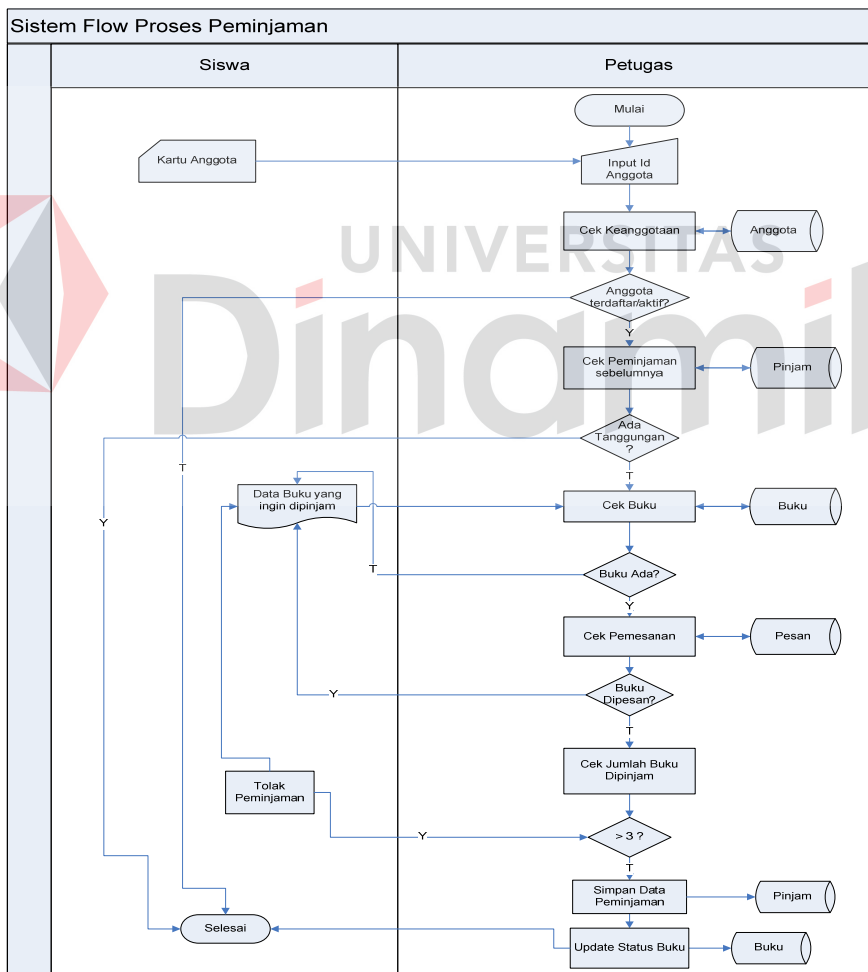 Sistem Flow Proses Peminjaman
Siswa
Petugas
Mulai
Kartu Anggota
Input Id
Anggota
Cek Keanggotaan
Anggota
UNIVERSITAS
Dinami
Anggota
terdaftar/aktif?
Y
Cek Peminjaman
sebelumnya
Pinjam
Ada
Tanggungan
?
T
T
Y
Data Buku yang
ingin dipinjam
Cek Buku
Buku
T
Buku Ada?
Y
Cek Pemesanan
Pesan
Y
Buku
Dipesan?
T
Cek Jumlah Buku
Dipinjam
Tolak
Peminjaman
Y
> 3 ?
T
Simpan Data
Peminjaman
Pinjam
Selesai
Update Status Buku
Buku